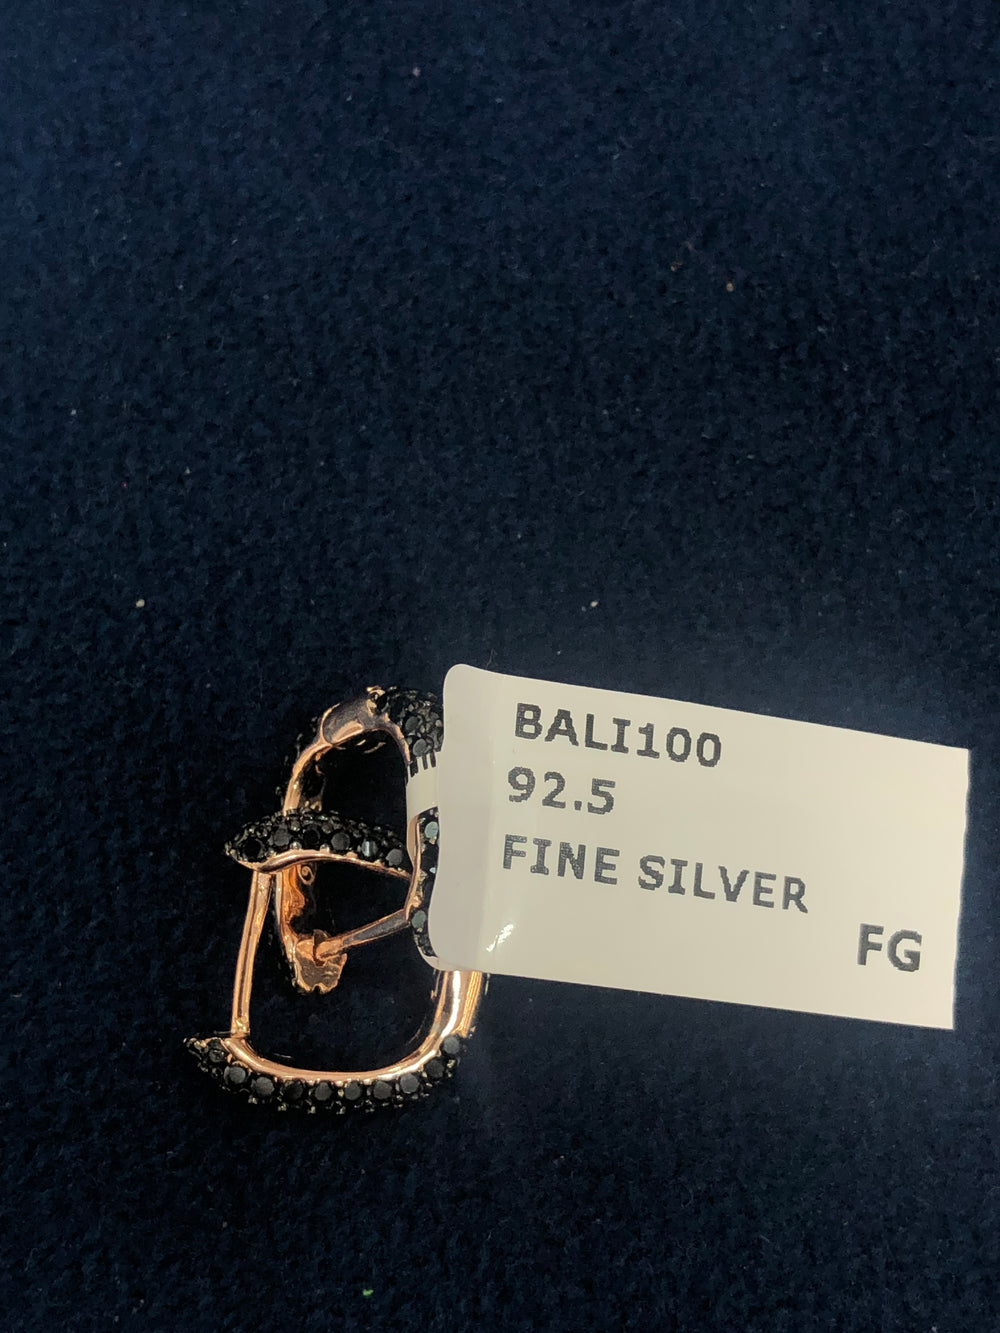 BALI100
92.5
FINE SILVER
FG